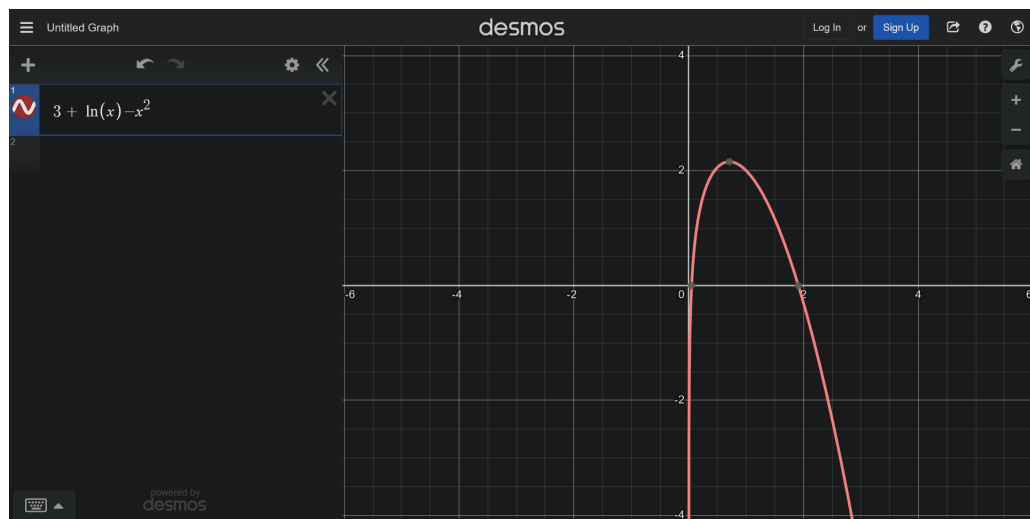 Untitled Graph
desmos
Log In or Sign Up
1
3 + ln(x)−x²
2
powered by
desmos
4
2
-6 -4 -2 0 2 4 6
-2
-4